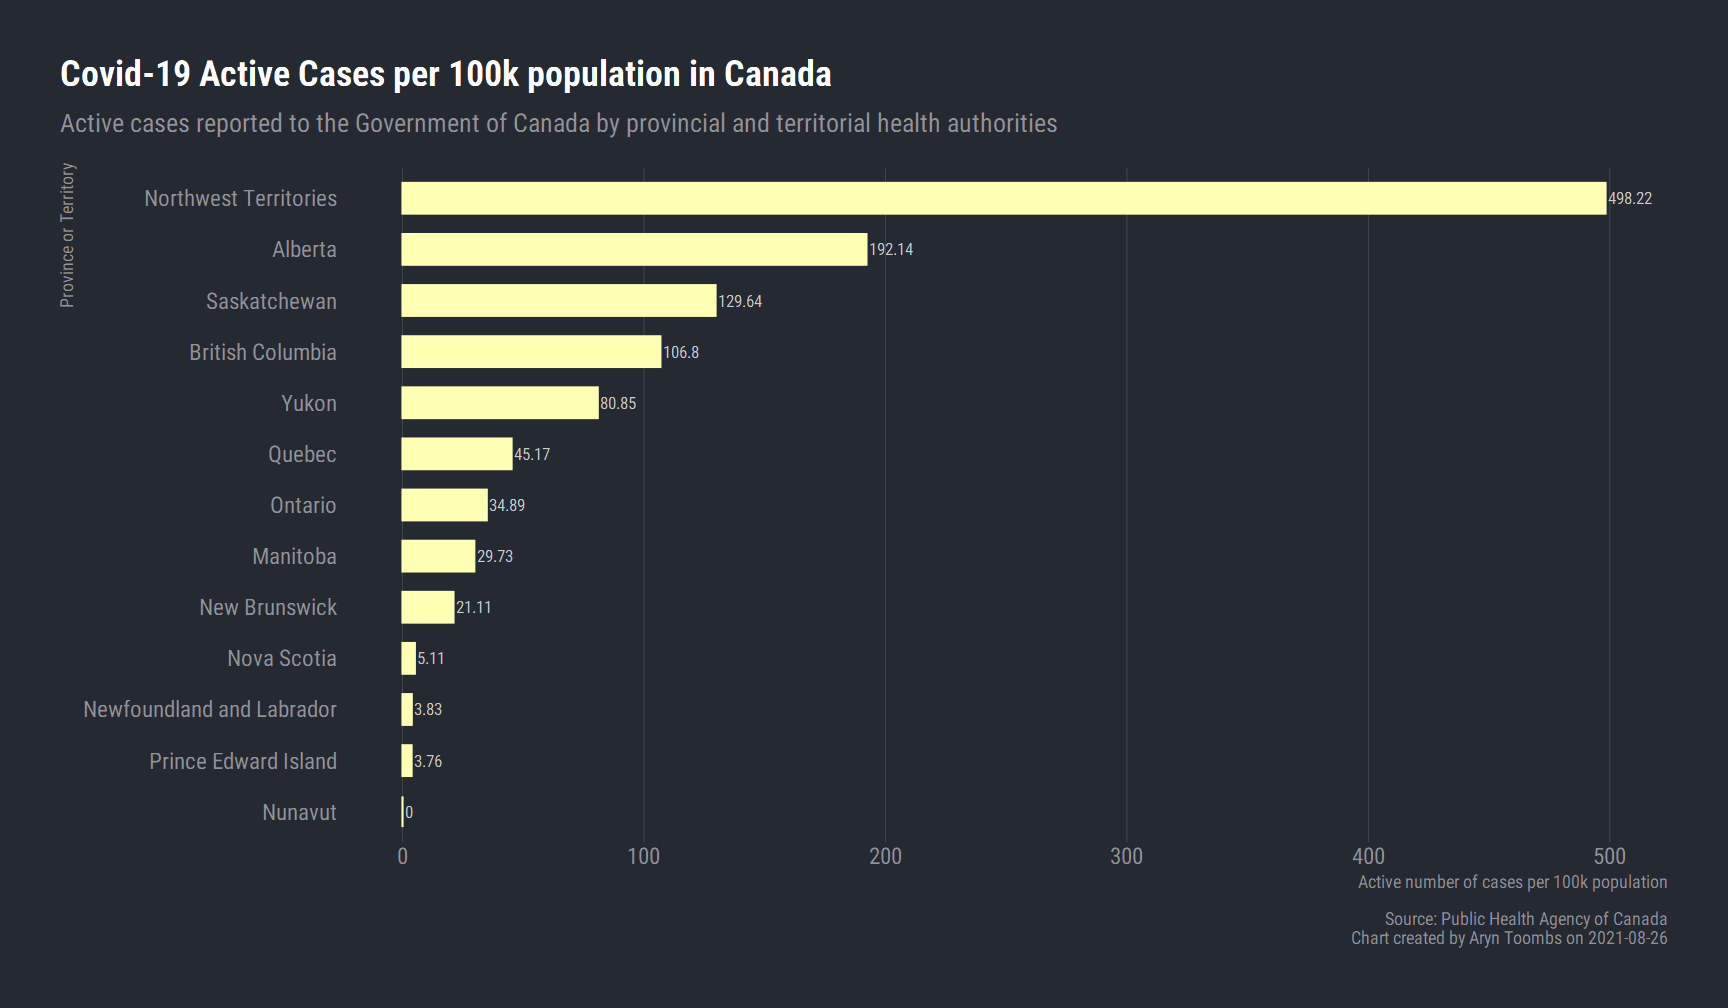 Covid-19 Active Cases per 100k population in Canada
Active cases reported to the Government of Canada by provincial and territorial health authorities
Province or Territory
Northwest Territories 498.22
Alberta 192.14
Saskatchewan 129.64
British Columbia 106.8
Yukon 80.85
Quebec 45.17
Ontario 34.89
Manitoba 29.73
New Brunswick 21.11
Nova Scotia 5.11
Newfoundland and Labrador 3.83
Prince Edward Island 3.76
Nunavut 0
0 100 200 300 400 500
Active number of cases per 100k population
Source: Public Health Agency of Canada
Chart created by Aryn Toombs on 2021-08-26